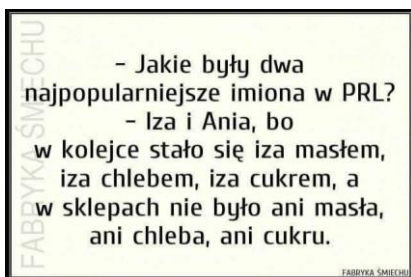 - Jakie były dwa
najpopularniejsze imiona w PRL?
- Iza i Ania, bo
w kolejce stało się iza masłem,
iza chlebem, iza cukrem, a
w sklepach nie było ani masła,
ani chleba, ani cukru.
FABRYKA ŚMIECHU
FABRYKA ŚMIECHU